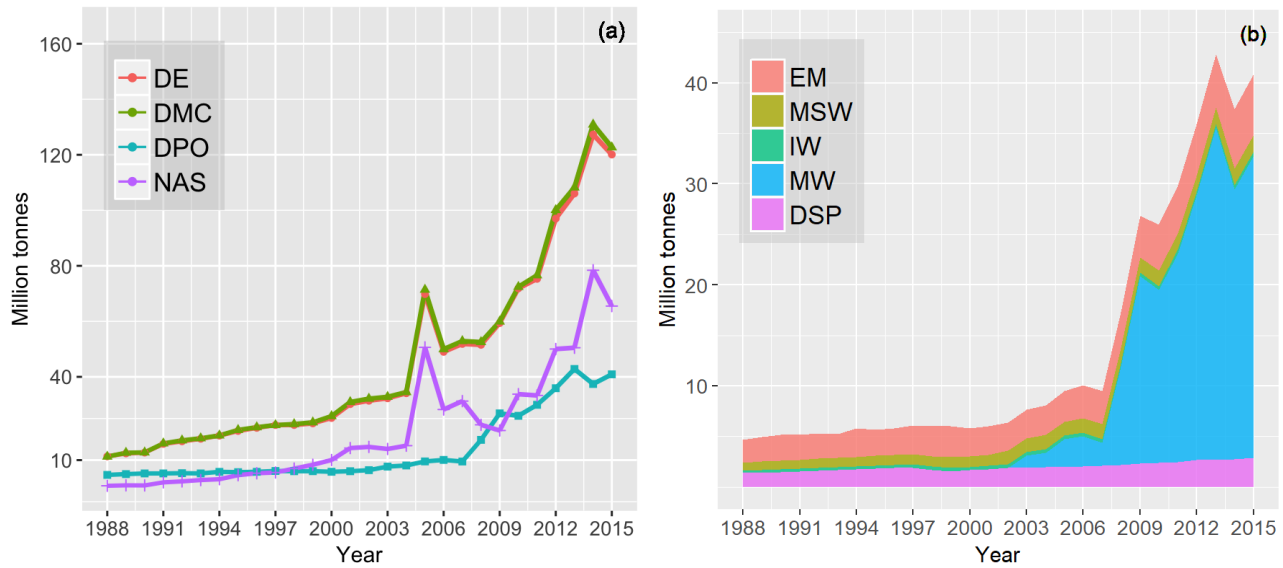 (a)
160
120
80
40
10
Million tonnes
DE
DMC
DPO
NAS
1988 1991 1994 1997 2000 2003 2006 2009 2012 2015
Year
(b)
40
30
20
10
Million tonnes
EM
MSW
IW
MW
DSP
1988 1991 1994 1997 2000 2003 2006 2009 2012 2015
Year